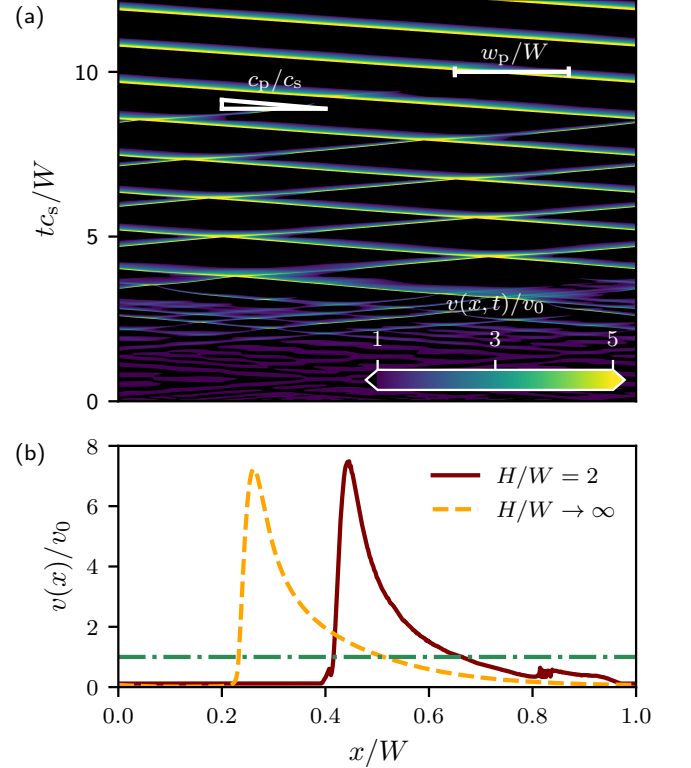 (a)
10
5
0
tc_s/W
c_p/c_s
w_p/W
v(x, t)/v_0
1 3 5
(b)
8
6
4
2
0
v(x)/v_0
H/W = 2
H/W → ∞
0.0 0.2 0.4 0.6 0.8 1.0
x/W